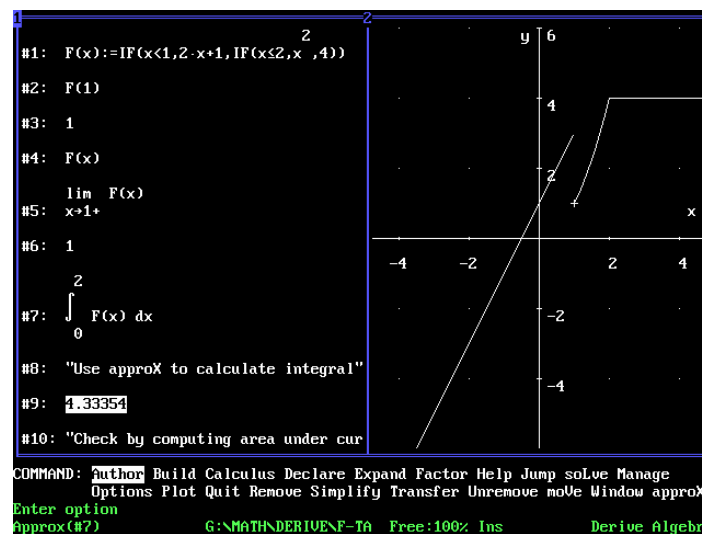 1
2
2
#1: F(x):=IF(x<1,2·x+1,IF(x≤2,x ,4))
#2: F(1)
#3: 1
#4: F(x)
lim F(x)
#5: x→1+
#6: 1
2
#7: ∫ F(x) dx
0
#8: "Use approX to calculate integral"
#9: 4.33354
#10: "Check by computing area under cur
y 6
4
2
x
-4 -2 2 4
-2
-4
COMMAND: Author Build Calculus Declare Expand Factor Help Jump soLve Manage
Options Plot Quit Remove Simplify Transfer Unremove moVe Window approX
Enter option
Approx(#7) G:\MATH\DERIVE\F-TA Free:100% Ins Derive Algebr